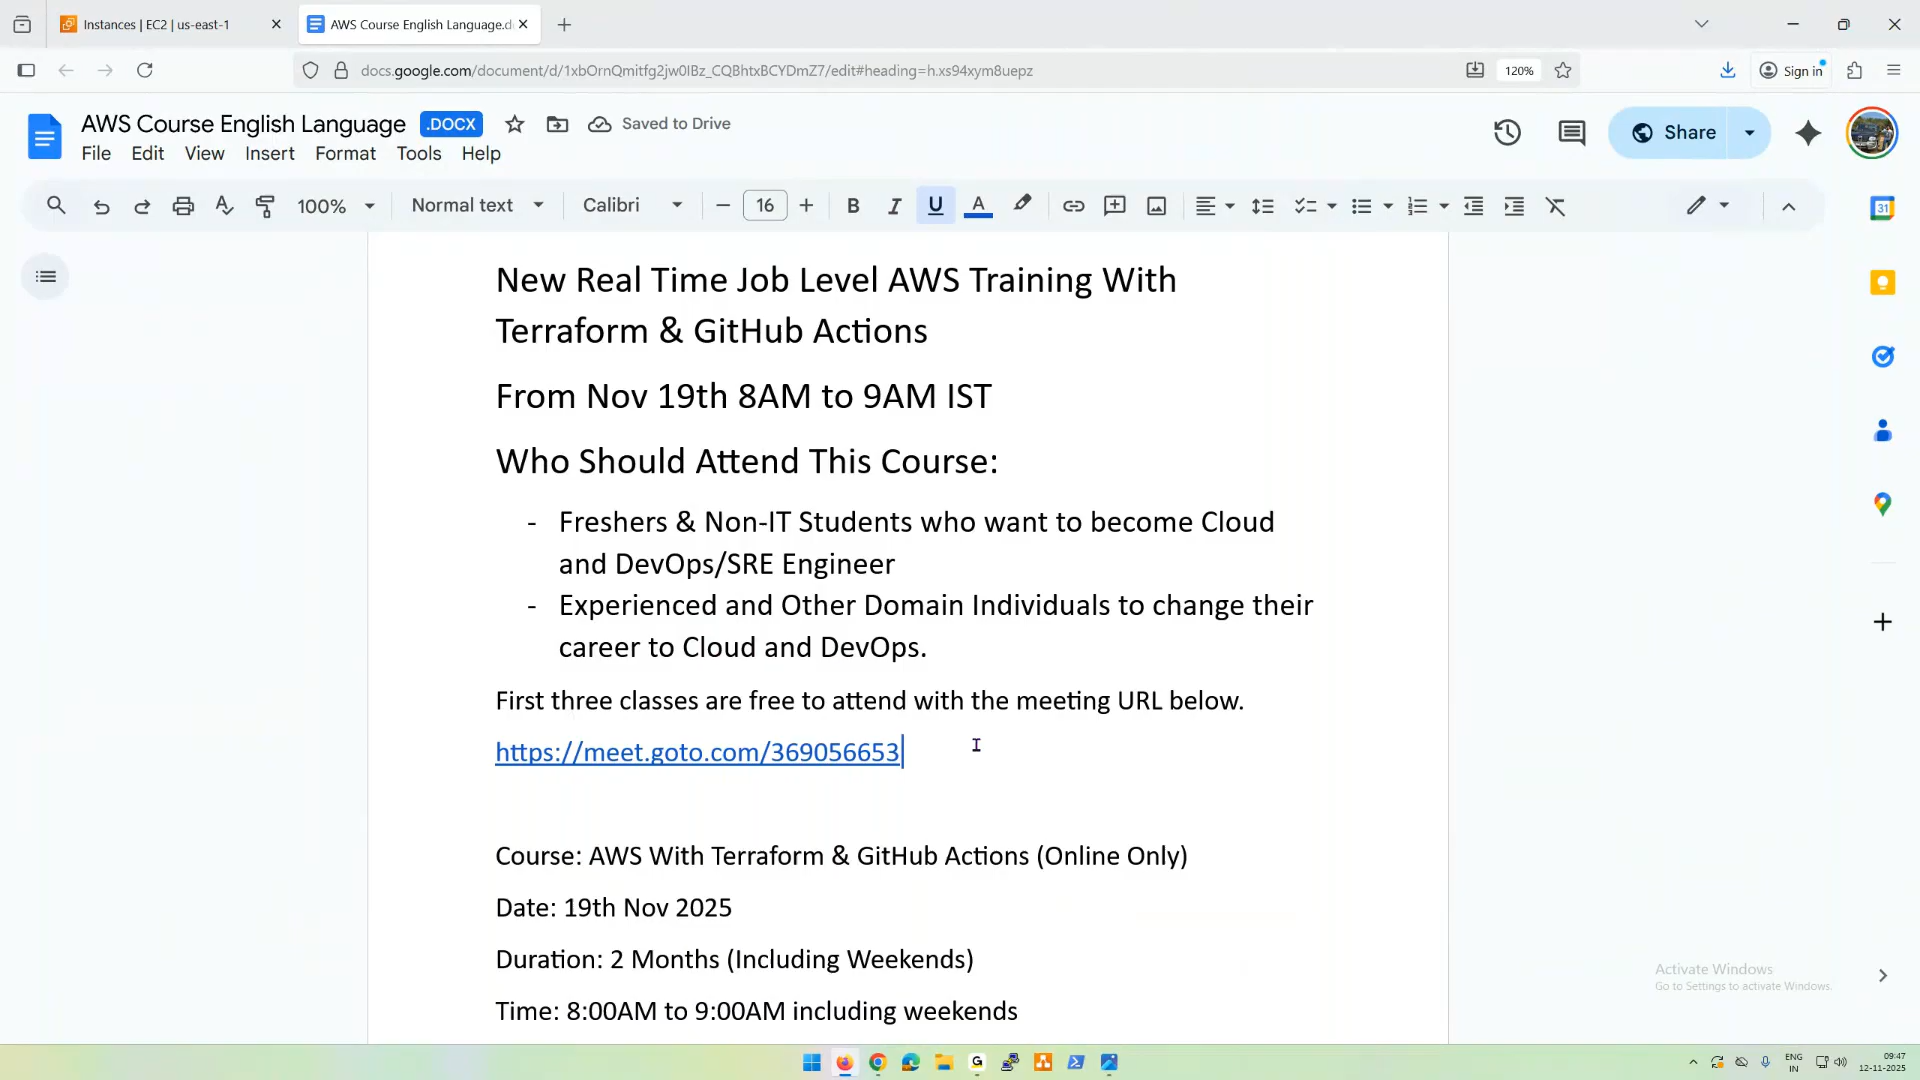 Instances | EC2 | us-east-1
AWS Course English Language.d
docs.google.com/document/d/1xbOrnQmitfg2jw0IBz_CQBhtxBCYDmZ7/edit#heading=h.xs94xym8uepz
120%
Sign in
AWS Course English Language .DOCX
Saved to Drive
Share
File Edit View Insert Format Tools Help
100%
Normal text
Calibri
16
B I U A
31
New Real Time Job Level AWS Training With
Terraform & GitHub Actions
From Nov 19th 8AM to 9AM IST
Who Should Attend This Course:
- Freshers & Non-IT Students who want to become Cloud
and DevOps/SRE Engineer
- Experienced and Other Domain Individuals to change their
career to Cloud and DevOps.
First three classes are free to attend with the meeting URL below.
https://meet.goto.com/369056653
Course: AWS With Terraform & GitHub Actions (Online Only)
Date: 19th Nov 2025
Duration: 2 Months (Including Weekends)
Time: 8:00AM to 9:00AM including weekends
Activate Windows
Go to Settings to activate Windows.
ENG
IN
09:47
12-11-2025